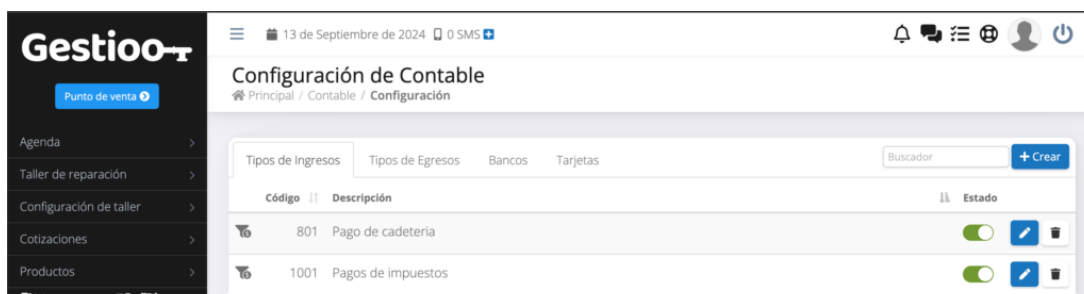 Gestioo
13 de Septiembre de 2024 0 SMS
Punto de venta
Configuración de Contable
Principal / Contable / Configuración
Agenda
Taller de reparación
Configuración de taller
Cotizaciones
Productos
Tipos de Ingresos Tipos de Egresos Bancos Tarjetas Buscador + Crear
Código Descripción Estado
801 Pago de cadeteria
1001 Pagos de impuestos